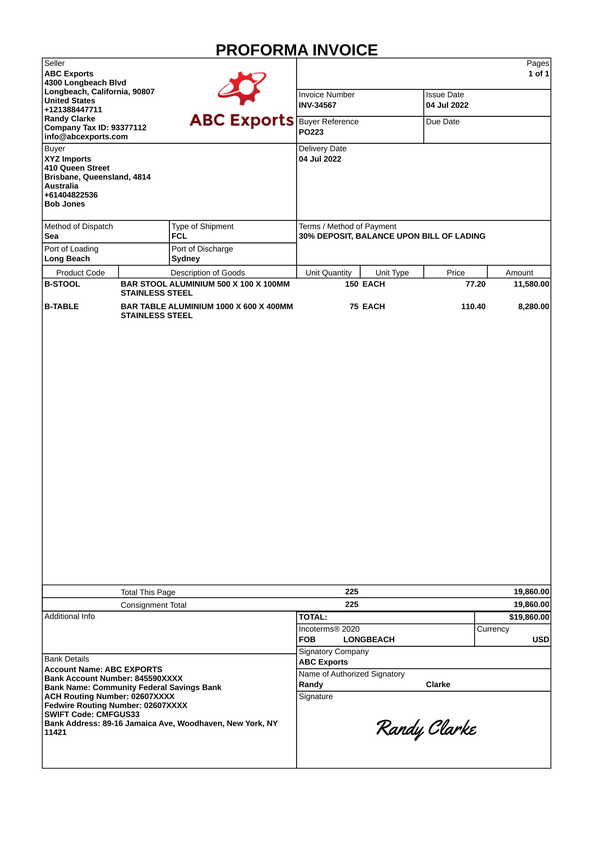 PROFORMA INVOICE
Seller
ABC Exports
4300 Longbeach Blvd
Longbeach, California, 90807
United States
+121388447711
Randy Clarke
Company Tax ID: 93377112
info@abcexports.com
ABC Exports
Pages
1 of 1
Invoice Number
INV-34567
Issue Date
04 Jul 2022
Buyer Reference
PO223
Due Date
Buyer
XYZ Imports
410 Queen Street
Brisbane, Queensland, 4814
Australia
+61404822536
Bob Jones
Delivery Date
04 Jul 2022
Method of Dispatch
Sea
Type of Shipment
FCL
Terms / Method of Payment
30% DEPOSIT, BALANCE UPON BILL OF LADING
Port of Loading
Long Beach
Port of Discharge
Sydney
Product Code Description of Goods Unit Quantity Unit Type Price Amount
B-STOOL BAR STOOL ALUMINIUM 500 X 100 X 100MM 150 EACH 77.20 11,580.00
STAINLESS STEEL
B-TABLE BAR TABLE ALUMINIUM 1000 X 600 X 400MM 75 EACH 110.40 8,280.00
STAINLESS STEEL
Total This Page 225 19,860.00
Consignment Total 225 19,860.00
Additional Info
TOTAL: $19,860.00
Incoterms® 2020
FOB LONGBEACH
Currency
USD
Signatory Company
ABC Exports
Bank Details
Account Name: ABC EXPORTS
Bank Account Number: 845590XXXX
Bank Name: Community Federal Savings Bank
ACH Routing Number: 02607XXXX
Fedwire Routing Number: 02607XXXX
SWIFT Code: CMFGUS33
Bank Address: 89-16 Jamaica Ave, Woodhaven, New York, NY
11421
Name of Authorized Signatory
Randy Clarke
Signature
Randy Clarke